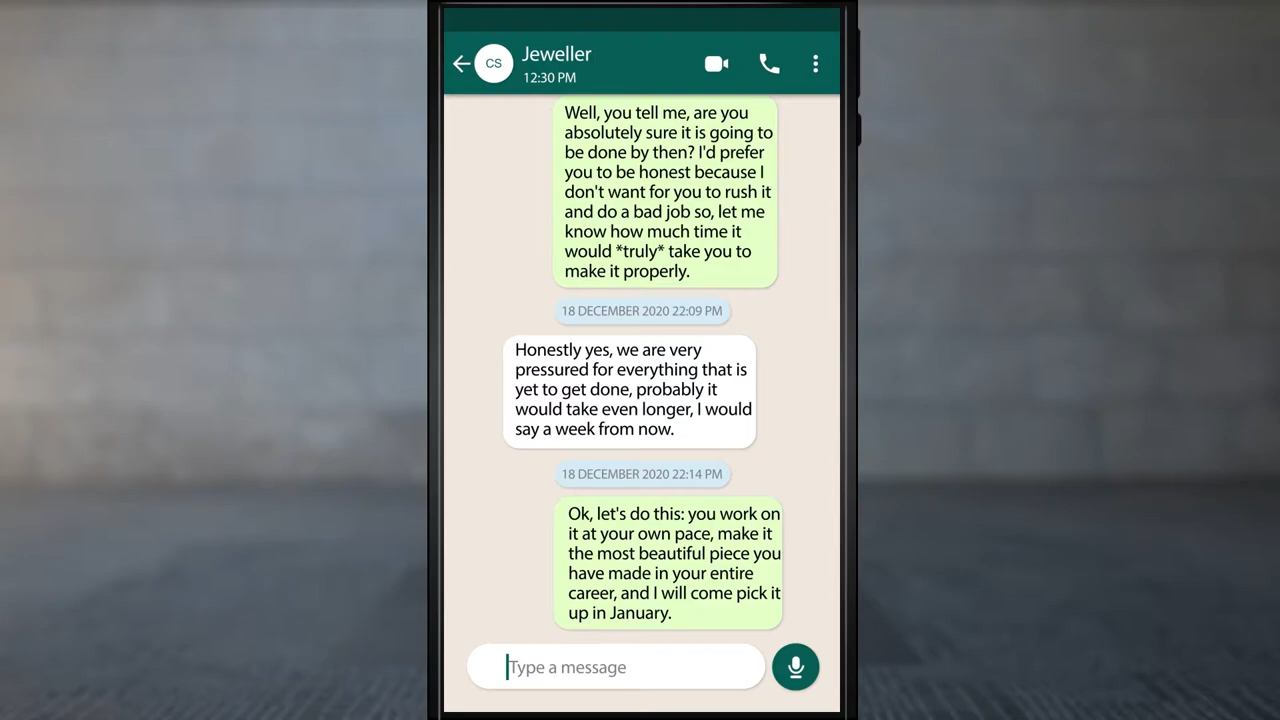 Jeweller
CS
12:30 PM
Well, you tell me, are you
absolutely sure it is going to
be done by then? I'd prefer
you to be honest because I
don't want for you to rush it
and do a bad job so, let me
know how much time it
would *truly* take you to
make it properly.
18 DECEMBER 2020 22:09 PM
Honestly yes, we are very
pressured for everything that is
yet to get done, probably it
would take even longer, I would
say a week from now.
18 DECEMBER 2020 22:14 PM
Ok, let's do this: you work on
it at your own pace, make it
the most beautiful piece you
have made in your entire
career, and I will come pick it
up in January.
Type a message